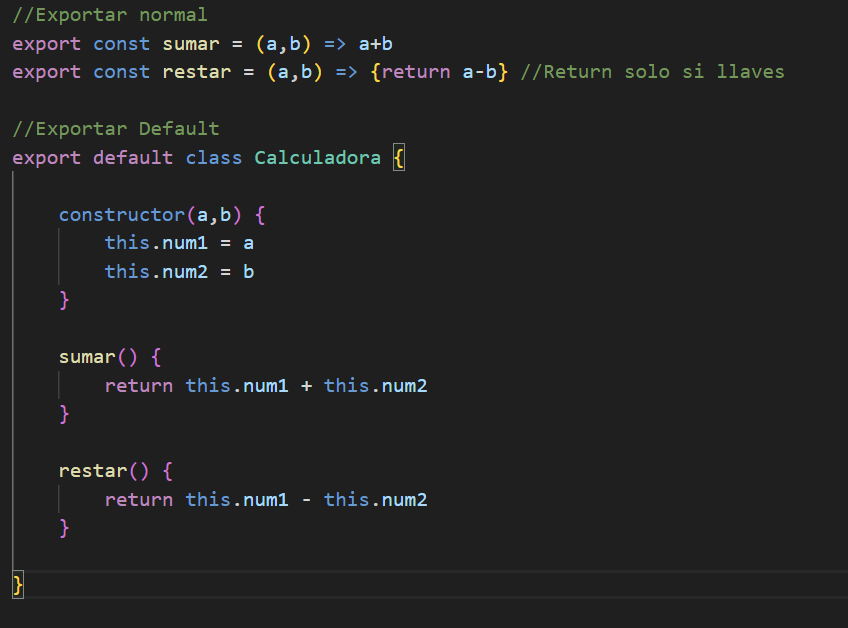 //Exportar normal
export const sumar = (a,b) => a+b
export const restar = (a,b) => {return a-b} //Return solo si llaves
//Exportar Default
export default class Calculadora {
constructor(a,b) {
this.num1 = a
this.num2 = b
}
sumar() {
return this.num1 + this.num2
}
restar() {
return this.num1 - this.num2
}
}